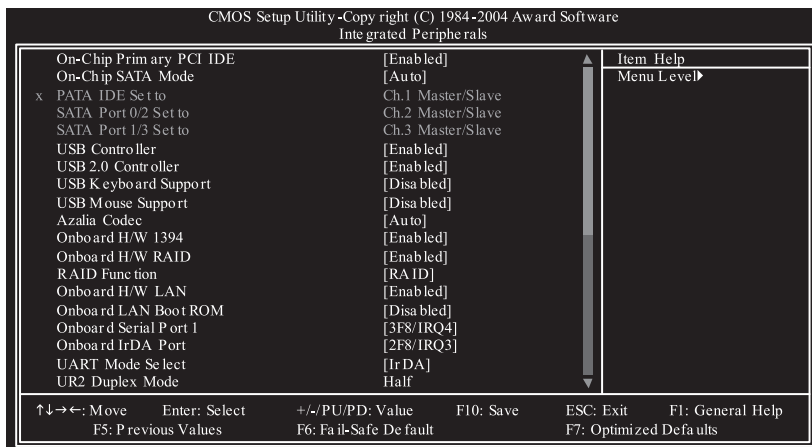 CMOS Setup Utility-Copyright (C) 1984-2004 Award Software
Integrated Peripherals
On-Chip Primary PCI IDE [Enabled]
On-Chip SATA Mode [Auto]
x PATA IDE Set to Ch.1 Master/Slave
SATA Port 0/2 Set to Ch.2 Master/Slave
SATA Port 1/3 Set to Ch.3 Master/Slave
USB Controller [Enabled]
USB 2.0 Controller [Enabled]
USB Keyboard Support [Disabled]
USB Mouse Support [Disabled]
Azalia Codec [Auto]
Onboard H/W 1394 [Enabled]
Onboard H/W RAID [Enabled]
RAID Function [RAID]
Onboard H/W LAN [Enabled]
Onboard LAN Boot ROM [Disabled]
Onboard Serial Port 1 [3F8/IRQ4]
Onboard IrDA Port [2F8/IRQ3]
UART Mode Select [IrDA]
UR2 Duplex Mode Half
Item Help
Menu Level▶
↑↓→←: Move Enter: Select +/-/PU/PD: Value F10: Save ESC: Exit F1: General Help
F5: Previous Values F6: Fail-Safe Default F7: Optimized Defaults